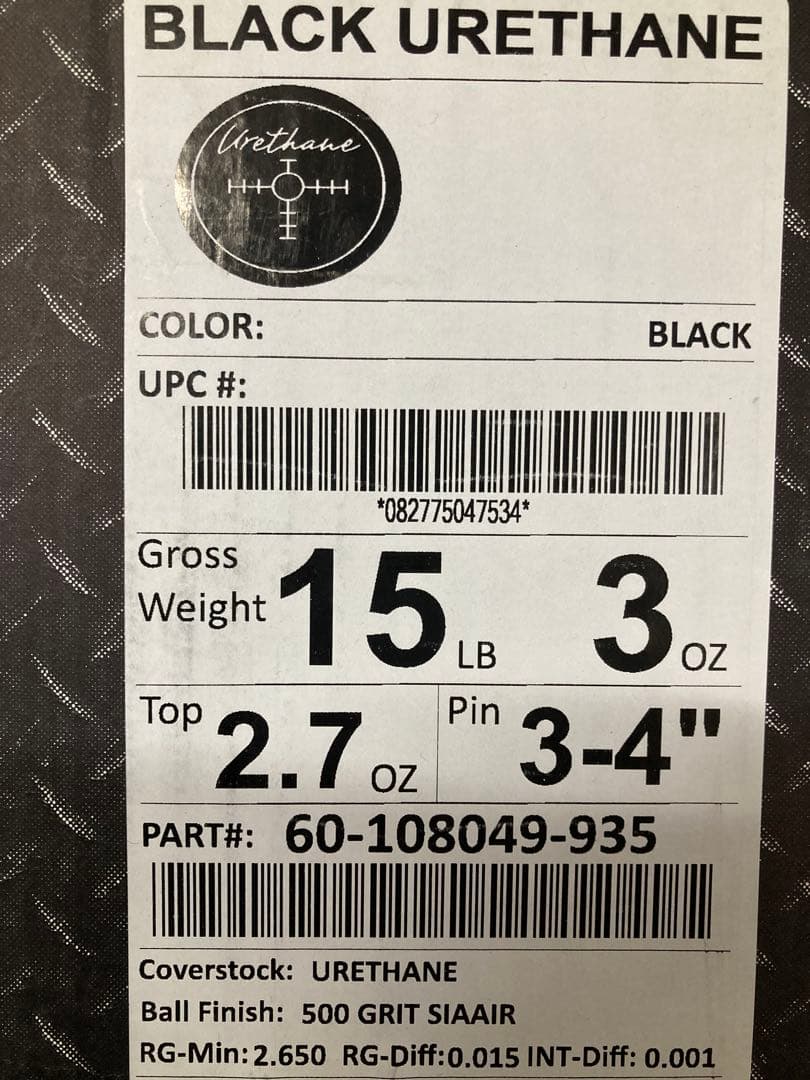 BLACK URETHANE
Urethane
COLOR: BLACK
UPC #:
*082775047534*
Gross Weight 15 LB 3 OZ
Top 2.7 OZ Pin 3-4"
PART#: 60-108049-935
Coverstock: URETHANE
Ball Finish: 500 GRIT SIAAIR
RG-Min: 2.650 RG-Diff:0.015 INT-Diff: 0.001